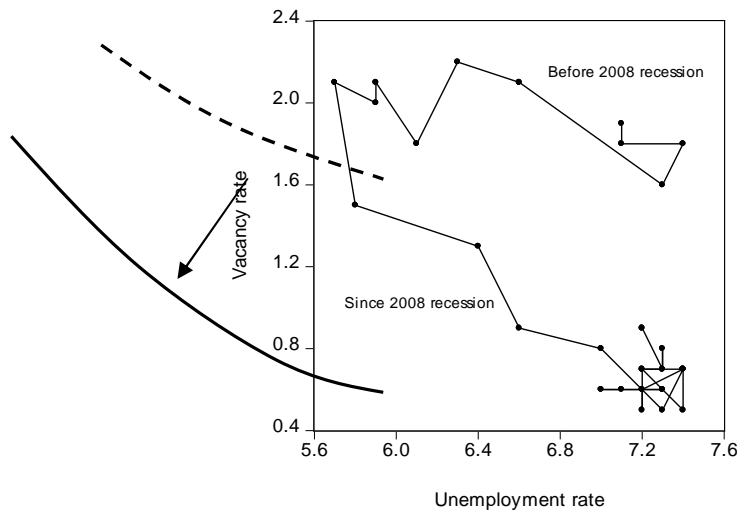 2.4
2.0
1.6
1.2
0.8
0.4
Vacancy rate
Before 2008 recession
Since 2008 recession
5.6 6.0 6.4 6.8 7.2 7.6
Unemployment rate